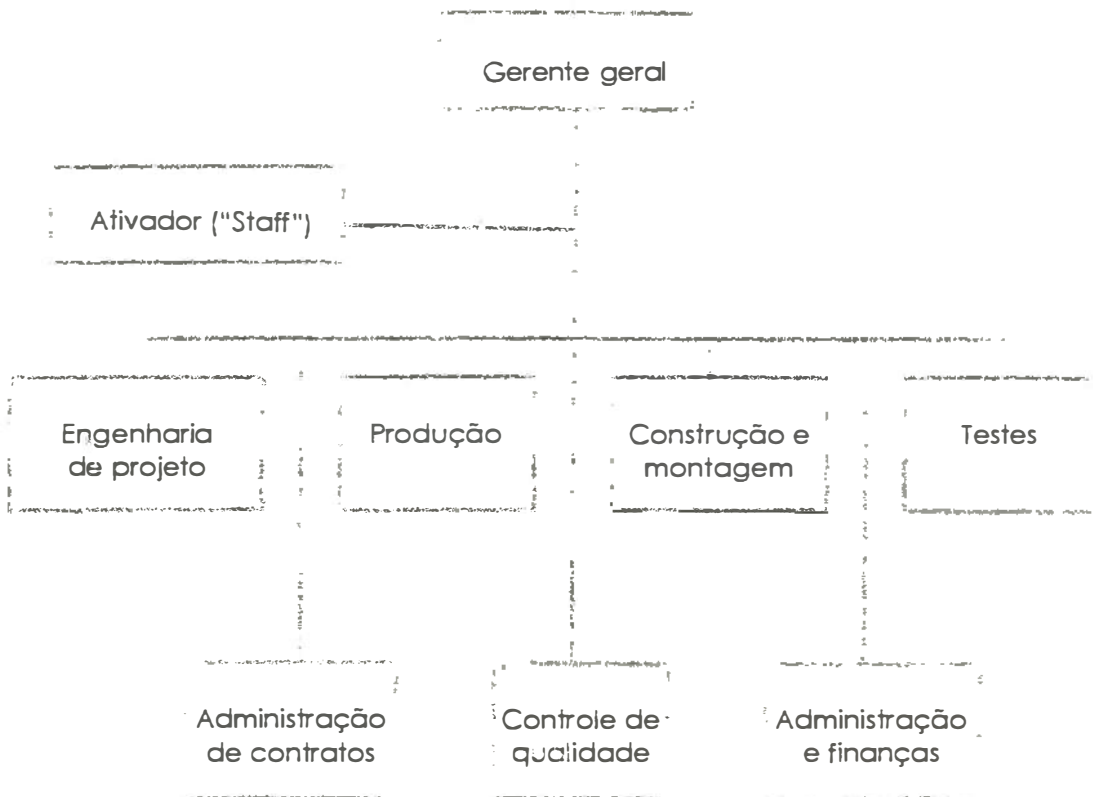 Gerente geral
Ativador ("Staff")
Engenharia
de projeto
Produção
Construção e
montagem
Testes
Administração
de contratos
Controle de
qualidade
Administração
e finanças